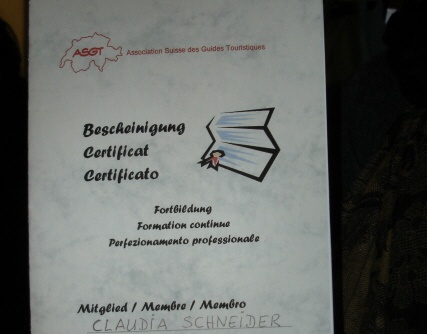 ASGT Association Suisse des Guides Touristiques
Bescheinigung
Certificat
Certificato
Fortbildung
Formation continue
Perfezionamento professionale
Mitglied / Membre / Membro
CLAUDIA SCHNEIDER